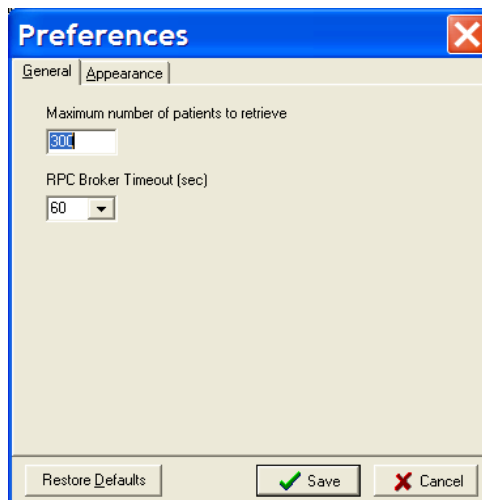 Preferences
General Appearance
Maximum number of patients to retrieve
300
RPC Broker Timeout (sec)
60
Restore Defaults Save Cancel